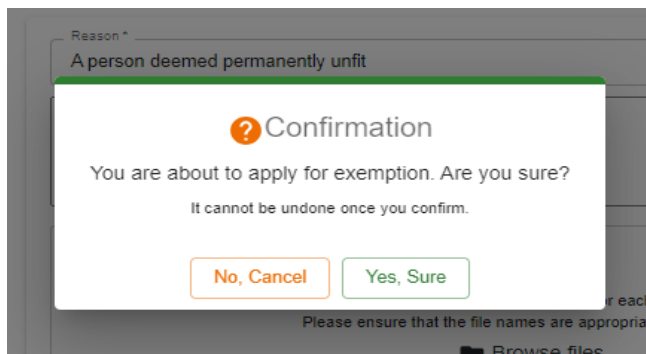 Reason *
A person deemed permanently unfit
Confirmation
You are about to apply for exemption. Are you sure?
It cannot be undone once you confirm.
No, Cancel
Yes, Sure
r each
Please ensure that the file names are appropria
Browse files